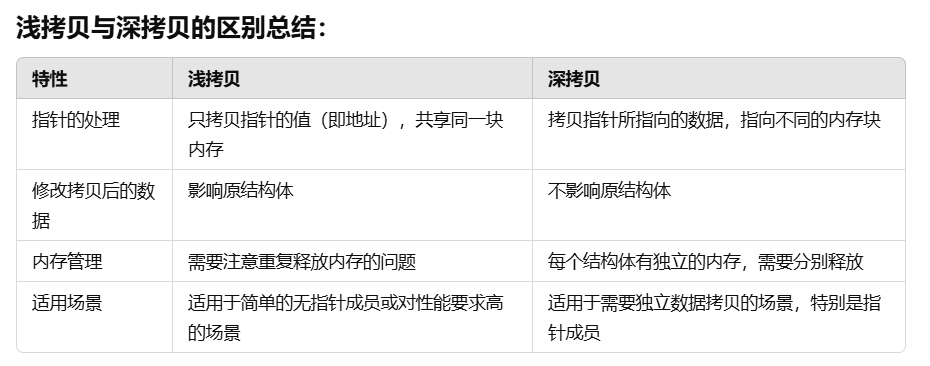 浅拷贝与深拷贝的区别总结：
特性 浅拷贝 深拷贝
指针的处理 只拷贝指针的值（即地址），共享同一块 拷贝指针所指向的数据，指向不同的内存块
内存
修改拷贝后的数 影响原结构体 不影响原结构体
据
内存管理 需要注意重复释放内存的问题 每个结构体有独立的内存，需要分别释放
适用场景 适用于简单的无指针成员或对性能要求高 适用于需要独立数据拷贝的场景，特别是指
的场景 针成员